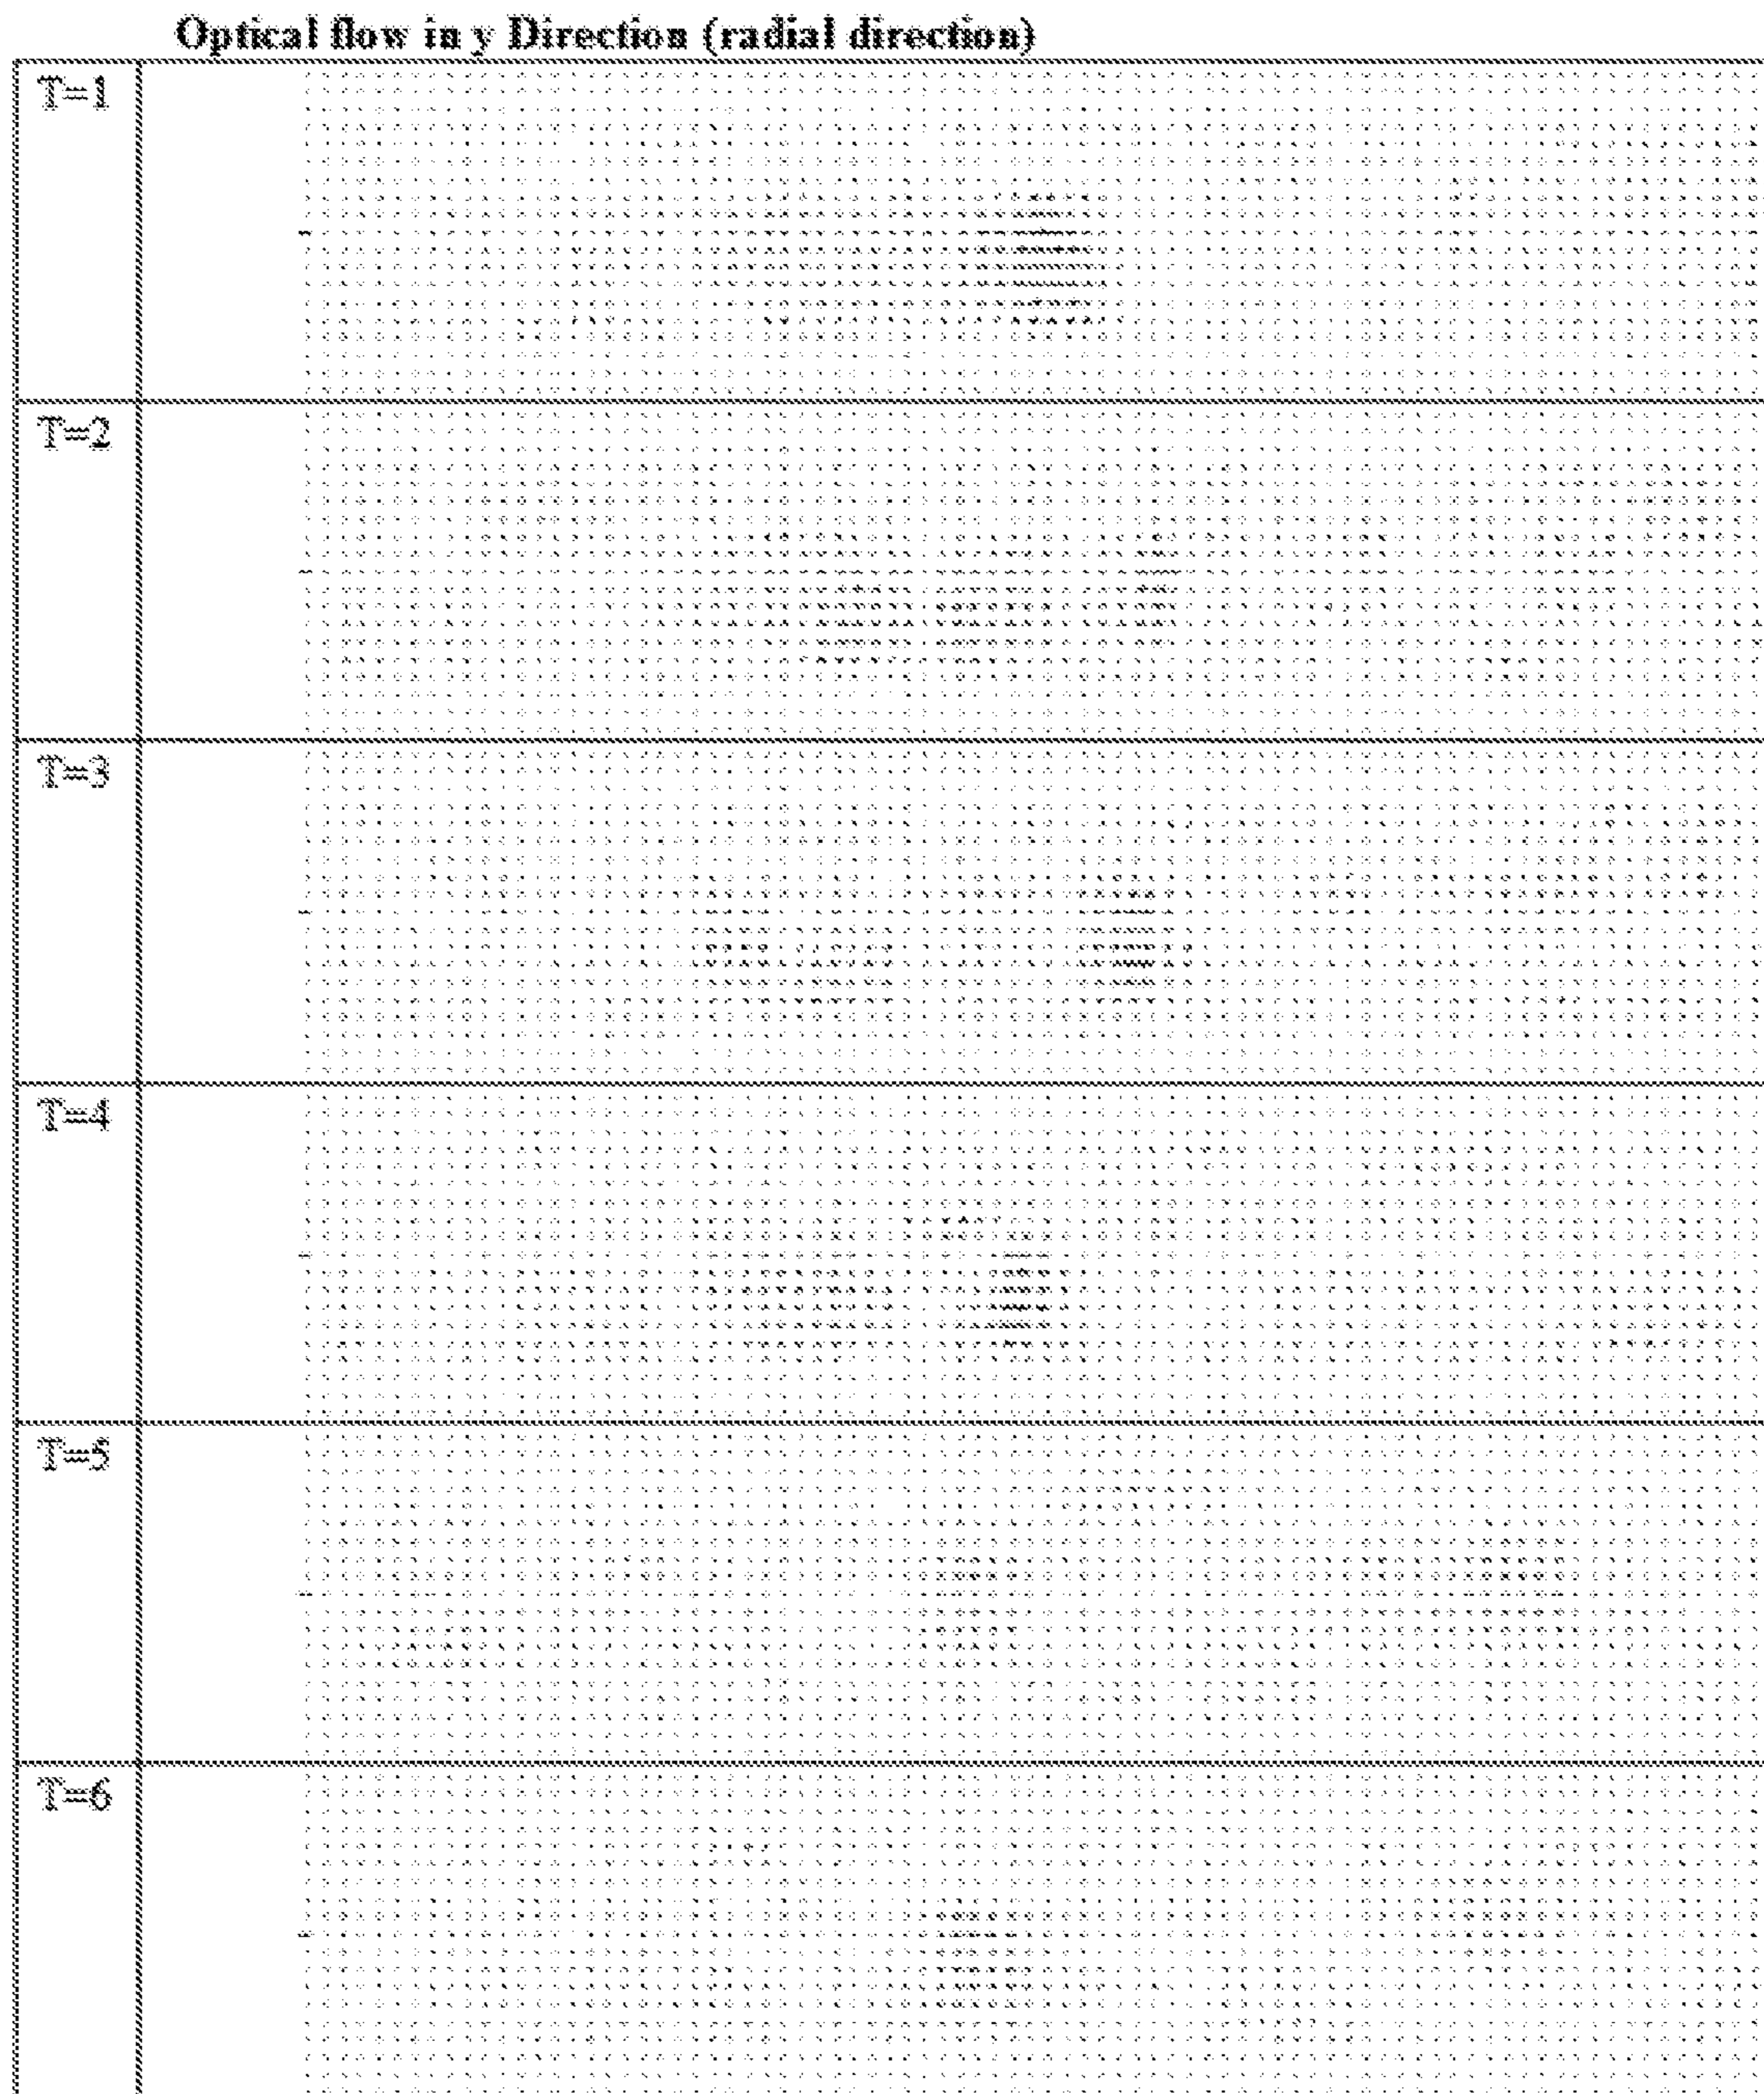 Optical flow in y Direction (radial direction)
T=1
T=2
T=3
T=4
T=5
T=6